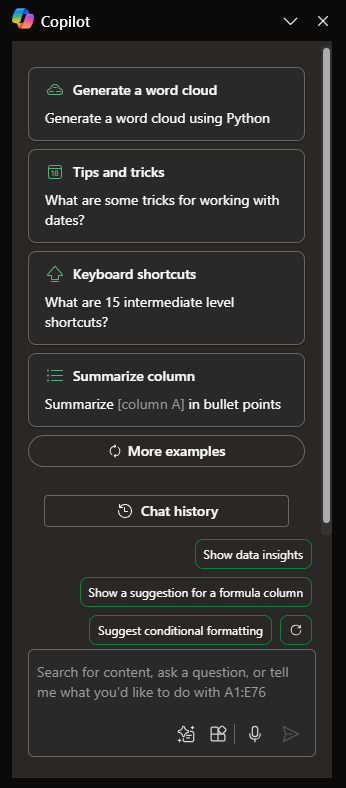 Copilot
Generate a word cloud
Generate a word cloud using Python
18
Tips and tricks
What are some tricks for working with
dates?
Keyboard shortcuts
What are 15 intermediate level
shortcuts?
Summarize column
Summarize [column A] in bullet points
More examples
Chat history
Show data insights
Show a suggestion for a formula column
Suggest conditional formatting
Search for content, ask a question, or tell
me what you'd like to do with A1:E76